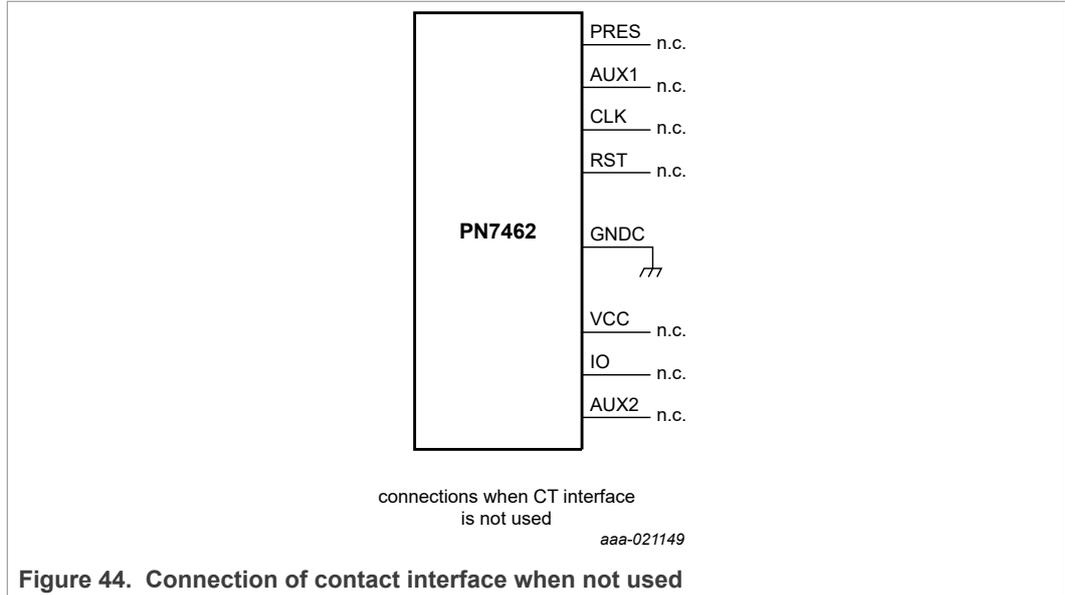 PRES n.c.
AUX1 n.c.
CLK n.c.
RST n.c.
PN7462
GNDC
VCC n.c.
IO n.c.
AUX2 n.c.
connections when CT interface
is not used
aaa-021149
Figure 44. Connection of contact interface when not used